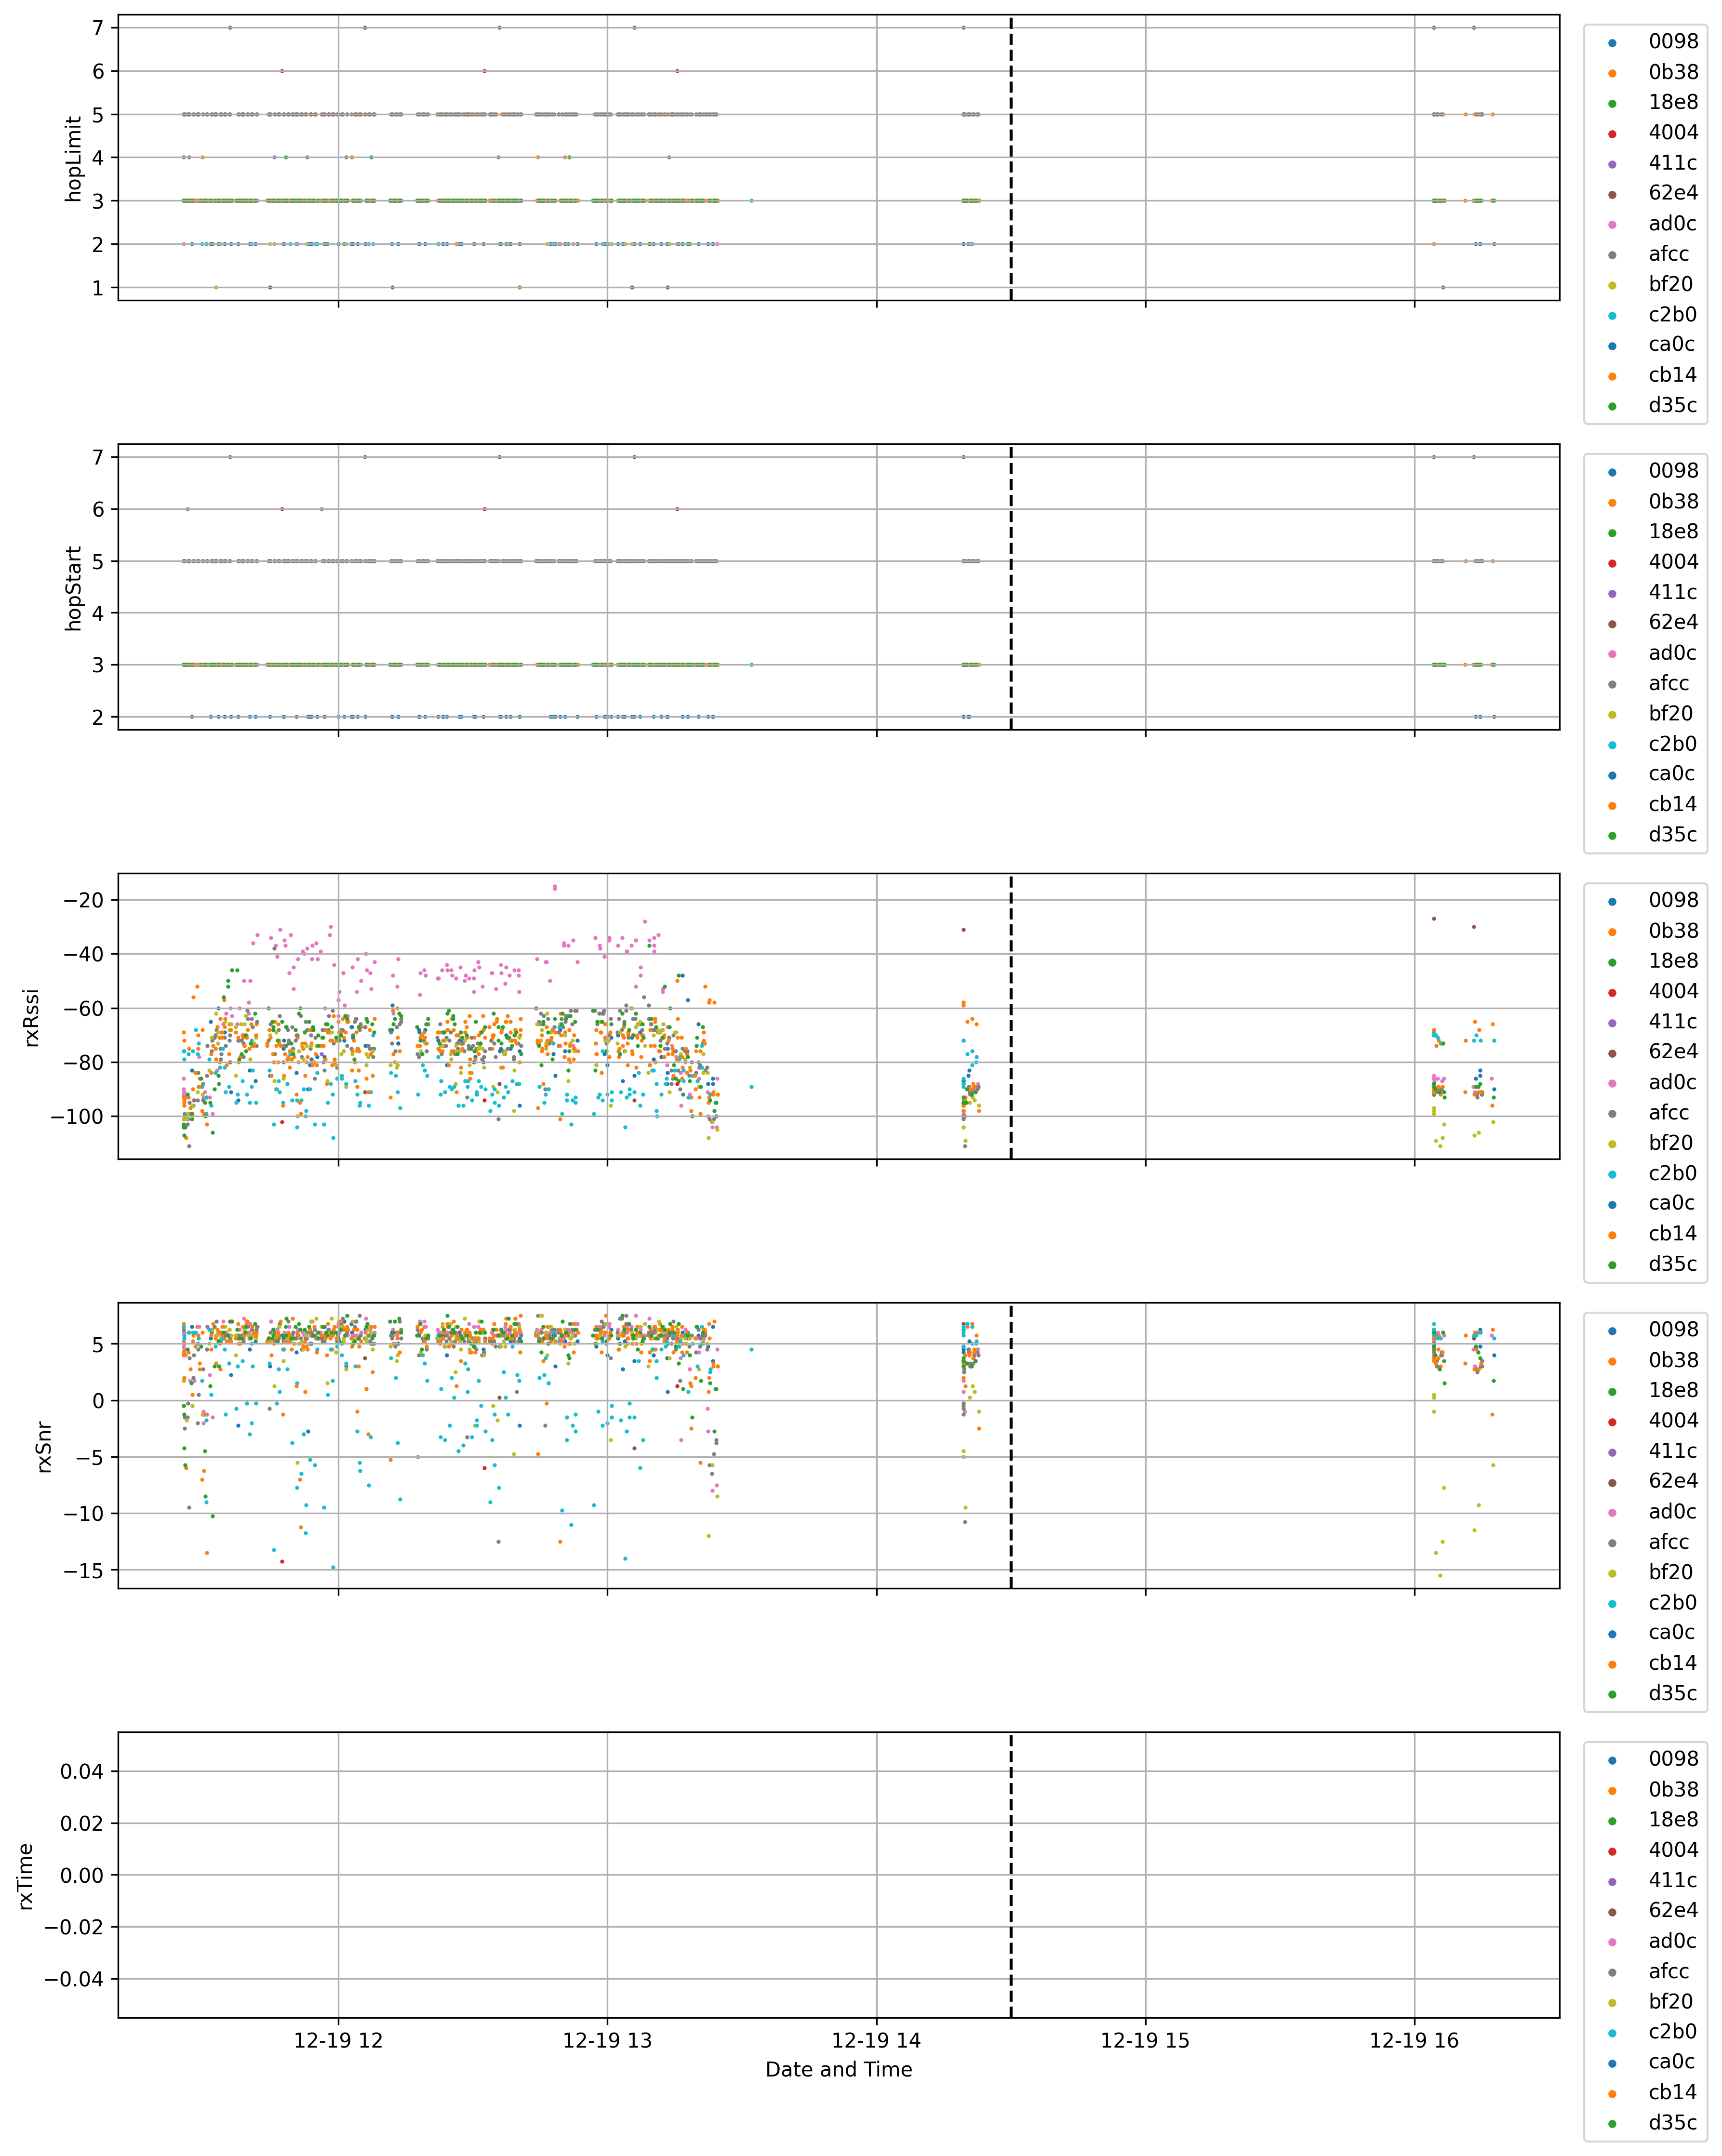 hopLimit
7
6
5
4
3
2
1
0098
0b38
18e8
4004
411c
62e4
ad0c
afcc
bf20
c2b0
ca0c
cb14
d35c
hopStart
7
6
5
4
3
2
0098
0b38
18e8
4004
411c
62e4
ad0c
afcc
bf20
c2b0
ca0c
cb14
d35c
rxRssi
−20
−40
−60
−80
−100
0098
0b38
18e8
4004
411c
62e4
ad0c
afcc
bf20
c2b0
ca0c
cb14
d35c
rxSnr
5
0
−5
−10
−15
0098
0b38
18e8
4004
411c
62e4
ad0c
afcc
bf20
c2b0
ca0c
cb14
d35c
rxTime
0.04
0.02
0.00
−0.02
−0.04
0098
0b38
18e8
4004
411c
62e4
ad0c
afcc
bf20
c2b0
ca0c
cb14
d35c
12-19 12
12-19 13
12-19 14
12-19 15
12-19 16
Date and Time